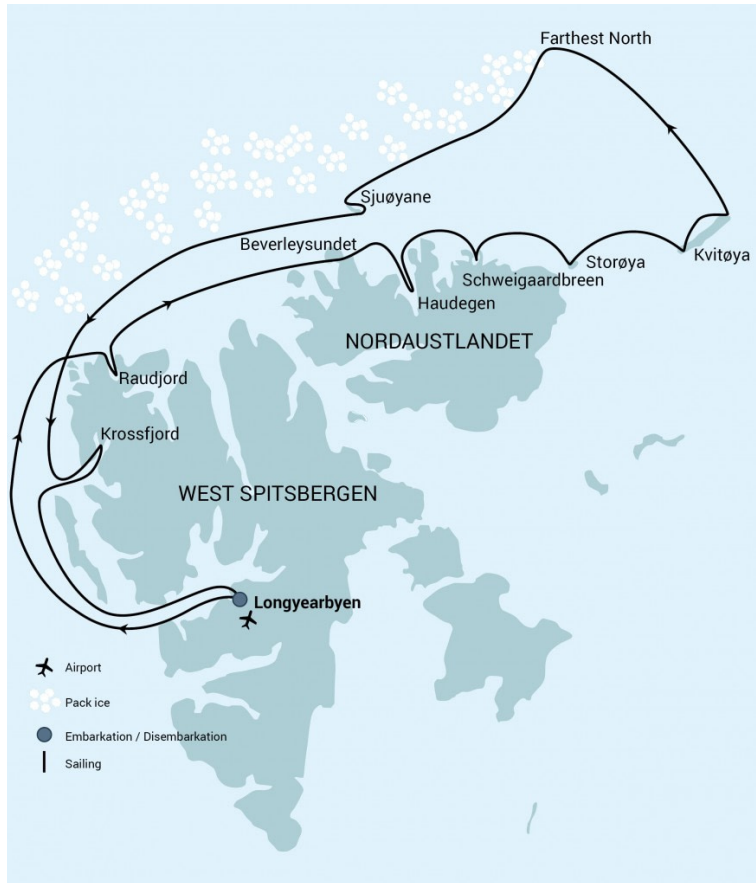 Farthest North
Sjuøyane
Beverleysundet
Kvitøya
Storøya
Schweigaardbreen
Haudegen
NORDAUSTLANDET
Raudjord
Krossfjord
WEST SPITSBERGEN
Longyearbyen
Airport
Pack ice
Embarkation / Disembarkation
Sailing